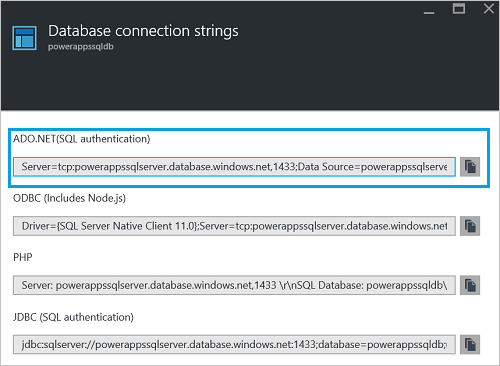 Database connection strings
powerappssqldb
ADO.NET(SQL authentication)
Server=tcp:powerappssqlserver.database.windows.net,1433;Data Source=powerappssqlserve
ODBC (Includes Node.js)
Driver={SQL Server Native Client 11.0};Server=tcp:powerappssqlserver.database.windows.net
PHP
Server: powerappssqlserver.database.windows.net,1433 \r\nSQL Database: powerappssqldb\
JDBC (SQL authentication)
jdbc:sqlserver://powerappssqlserver.database.windows.net:1433;database=powerappssqldb;